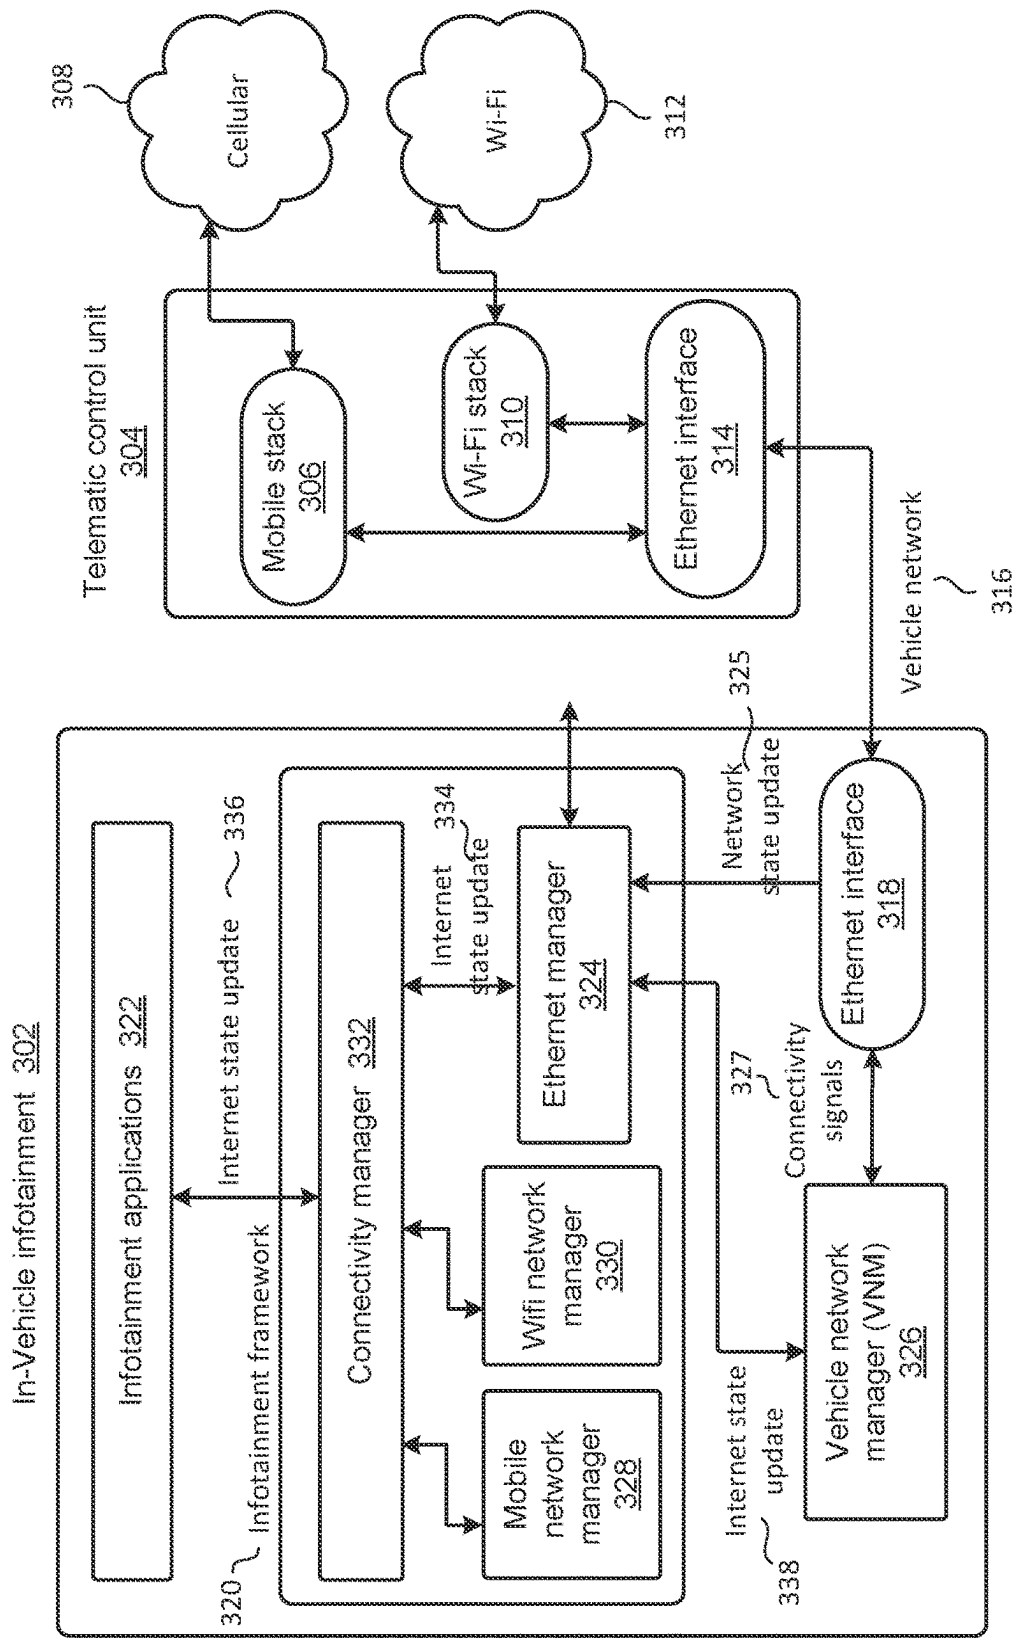 In-Vehicle infotainment 302
Infotainment applications 322
Internet state update
336
320
Infotainment framework
Connectivity manager 332
Mobile
network
manager
328
Wifi network
manager
330
Internet
state update
334
Ethernet manager
324
Internet state
update
338
Network
state update
325
327
Connectivity
signals
Vehicle network
manager (VNM)
326
Ethernet interface
318
Vehicle network
316
Telematic control unit
304
Mobile stack
306
Wi-Fi stack
310
Ethernet interface
314
308
Cellular
Wi-Fi
312